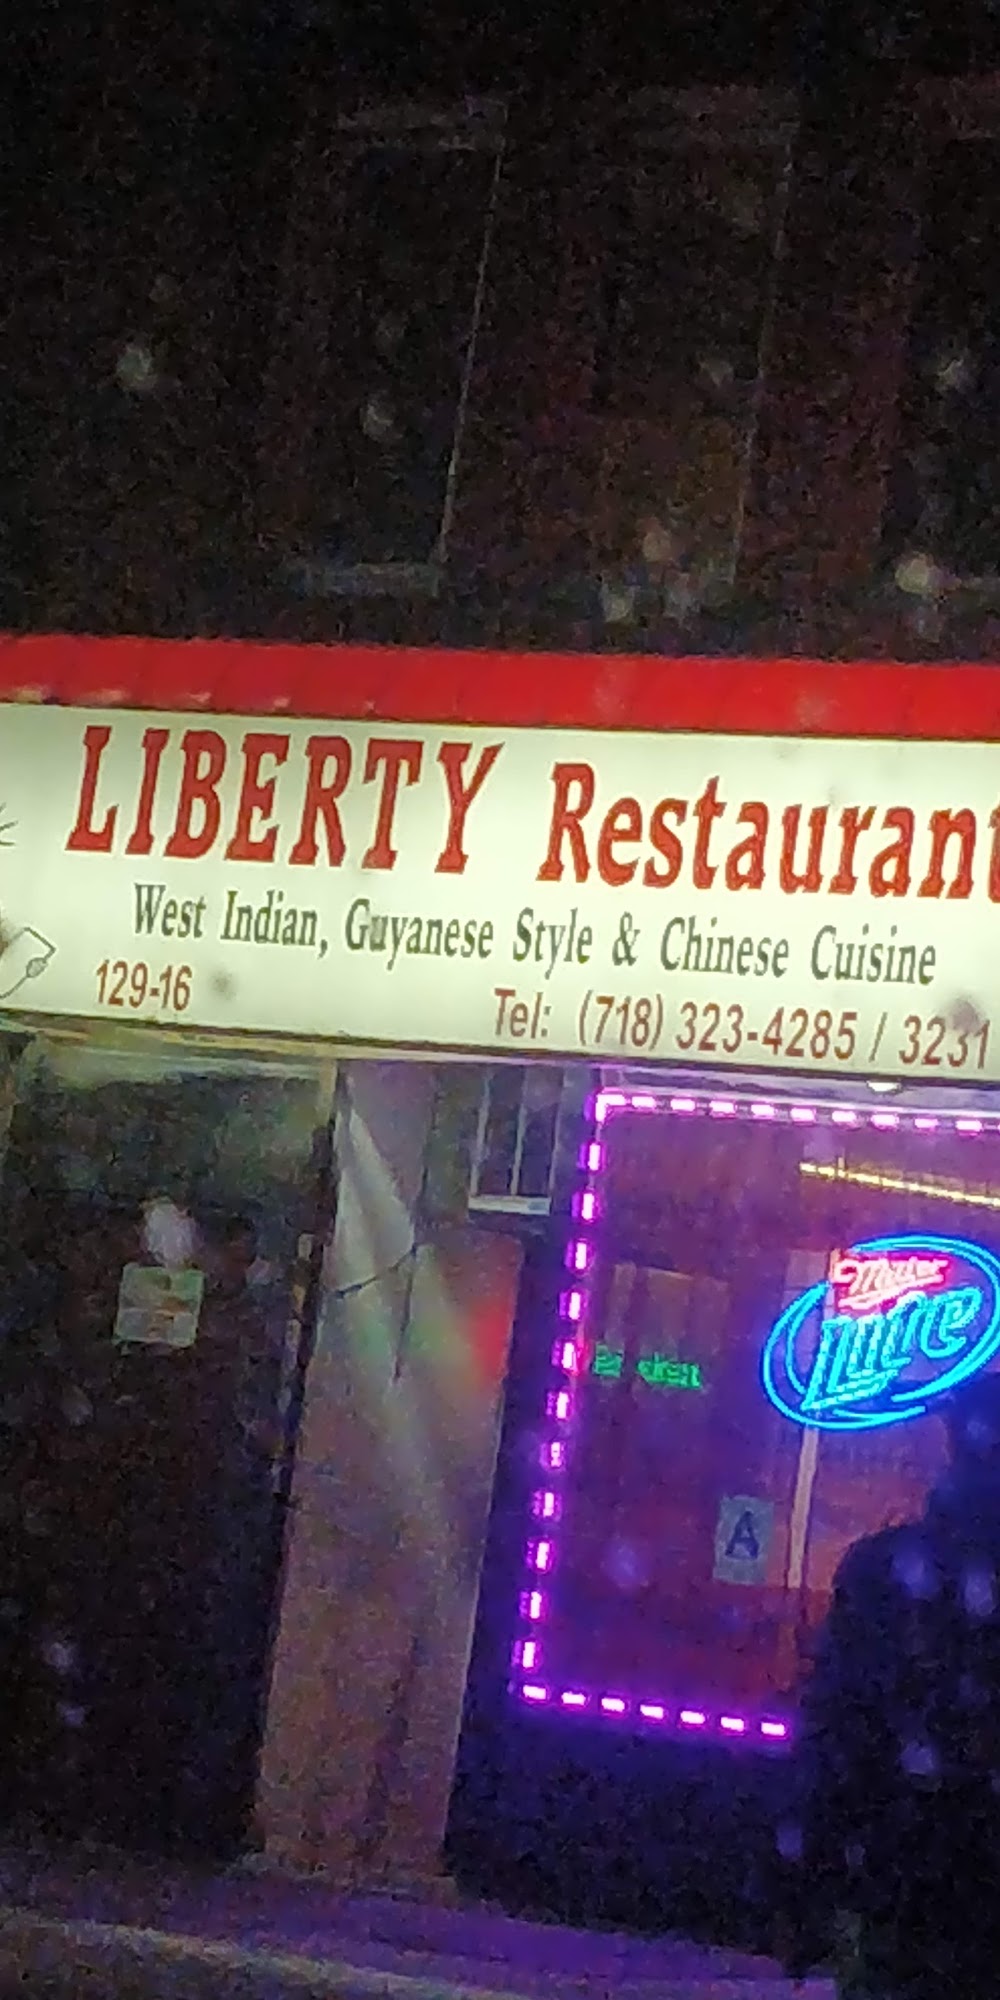 LIBERTY Restaurant
West Indian, Guyanese Style & Chinese Cuisine
129-16
Tel: (718) 323-4285 / 3231
Miller
Lite
A